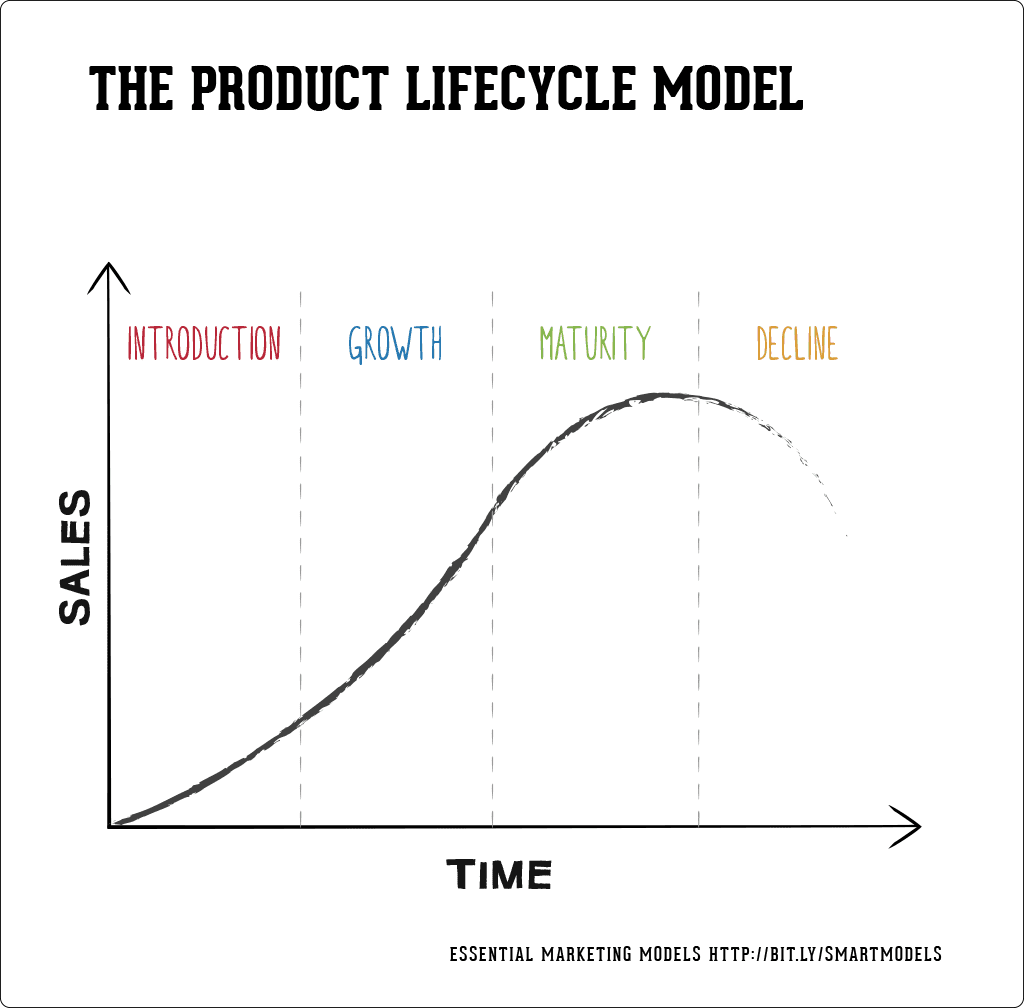 THE PRODUCT LIFECYCLE MODEL
INTRODUCTION
GROWTH
MATURITY
DECLINE
SALES
TIME
ESSENTIAL MARKETING MODELS HTTP://BIT.LY/SMARTMODELS